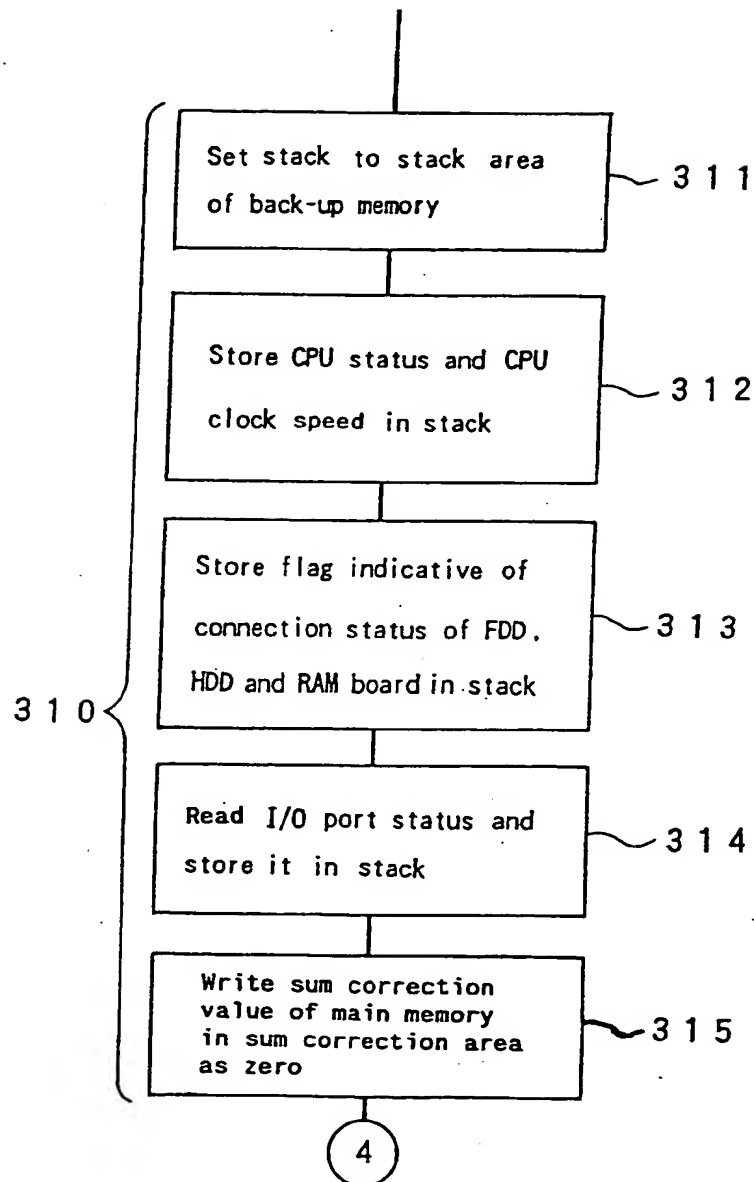 Set stack to stack area
of back-up memory
311
Store CPU status and CPU
clock speed in stack
312
Store flag indicative of
connection status of FDD,
HDD and RAM board in stack
313
310
Read I/O port status and
store it in stack
314
Write sum correction
value of main memory
in sum correction area
as zero
315
4